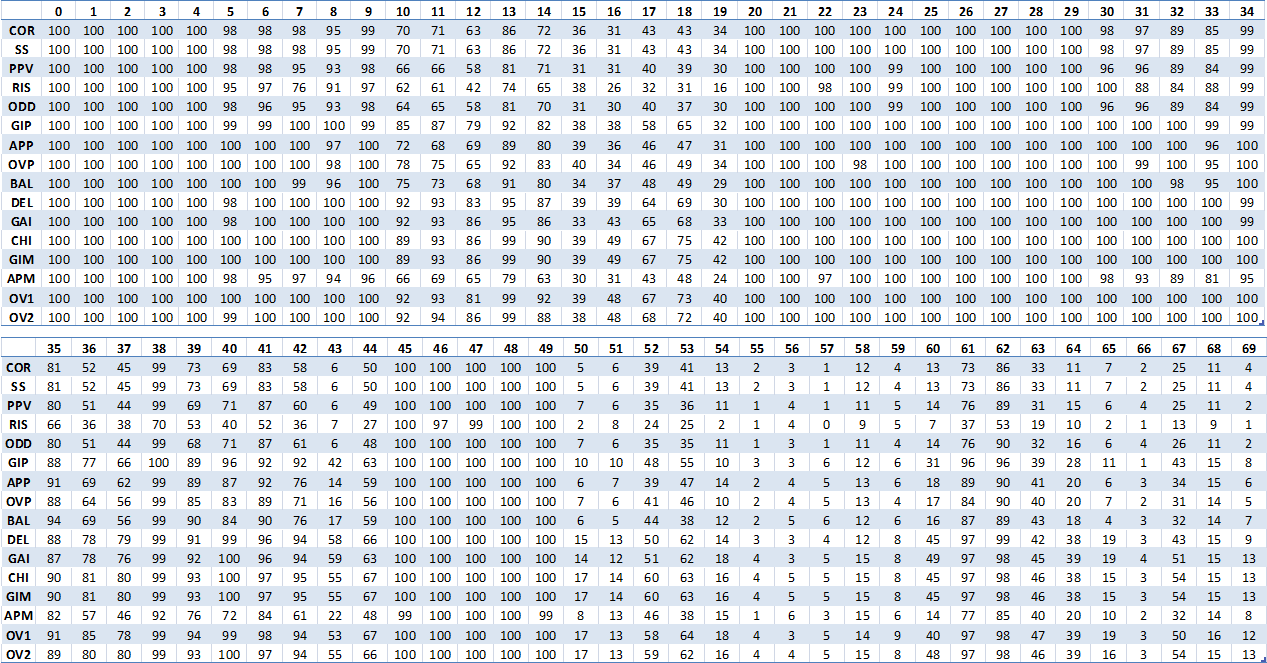 0 1 2 3 4 5 6 7 8 9 10 11 12 13 14 15 16 17 18 19 20 21 22 23 24 25 26 27 28 29 30 31 32 33 34
COR 100 100 100 100 100 98 98 98 95 99 70 71 63 86 72 36 31 43 43 34 100 100 100 100 100 100 100 100 100 100 98 97 89 85 99
SS 100 100 100 100 100 98 98 98 95 99 70 71 63 86 72 36 31 43 43 34 100 100 100 100 100 100 100 100 100 100 98 97 89 85 99
PPV 100 100 100 100 100 98 98 95 93 98 66 66 58 81 71 31 31 40 39 30 100 100 100 100 99 100 100 100 100 100 96 96 89 84 99
RIS 100 100 100 100 100 95 97 76 91 97 62 61 42 74 65 38 26 32 31 16 100 100 98 100 99 100 100 100 100 100 100 88 84 88 99
ODD 100 100 100 100 100 98 96 95 93 98 64 65 58 81 70 31 30 40 37 30 100 100 100 100 99 100 100 100 100 100 96 96 89 84 99
GIP 100 100 100 100 100 99 99 100 100 99 85 87 79 92 82 38 38 58 65 32 100 100 100 100 100 100 100 100 100 100 100 100 100 99 99
APP 100 100 100 100 100 100 100 100 97 100 72 68 69 89 80 39 36 46 47 31 100 100 100 100 100 100 100 100 100 100 100 100 100 96 100
OVP 100 100 100 100 100 100 100 100 98 100 78 75 65 92 83 40 34 46 49 34 100 100 100 98 100 100 100 100 100 100 100 99 100 95 100
BAL 100 100 100 100 100 100 100 99 96 100 75 73 68 91 80 34 37 48 49 29 100 100 100 100 100 100 100 100 100 100 100 100 98 95 100
DEL 100 100 100 100 100 98 100 100 100 100 92 93 83 95 87 39 39 64 69 30 100 100 100 100 100 100 100 100 100 100 100 100 100 100 99
GAI 100 100 100 100 100 98 100 100 100 100 92 93 86 95 86 33 43 65 68 33 100 100 100 100 100 100 100 100 100 100 100 100 100 100 99
CHI 100 100 100 100 100 100 100 100 100 100 89 93 86 99 90 39 49 67 75 42 100 100 100 100 100 100 100 100 100 100 100 100 100 100 100
GIM 100 100 100 100 100 100 100 100 100 100 89 93 86 99 90 39 49 67 75 42 100 100 100 100 100 100 100 100 100 100 100 100 100 100 100
APM 100 100 100 100 100 98 95 97 94 96 66 69 65 79 63 30 31 43 48 24 100 100 97 100 100 100 100 100 100 100 98 93 89 81 95
OV1 100 100 100 100 100 100 100 100 100 100 92 93 81 99 92 39 48 67 73 40 100 100 100 100 100 100 100 100 100 100 100 100 100 100 100
OV2 100 100 100 100 100 99 100 100 100 100 92 94 86 99 88 38 48 68 72 40 100 100 100 100 100 100 100 100 100 100 100 100 100 100 100
35 36 37 38 39 40 41 42 43 44 45 46 47 48 49 50 51 52 53 54 55 56 57 58 59 60 61 62 63 64 65 66 67 68 69
COR 81 52 45 99 73 69 83 58 6 50 100 100 100 100 100 5 6 39 41 13 2 3 1 12 4 13 73 86 33 11 7 2 25 11 4
SS 81 52 45 99 73 69 83 58 6 50 100 100 100 100 100 5 6 39 41 13 2 3 1 12 4 13 73 86 33 11 7 2 25 11 4
PPV 80 51 44 99 69 71 87 60 6 49 100 100 100 100 100 7 6 35 36 11 1 4 1 11 5 14 76 89 31 15 6 4 25 11 2
RIS 66 36 38 70 53 40 52 36 7 27 100 97 99 100 100 2 8 24 25 2 1 4 0 9 5 7 37 53 19 10 2 1 13 9 1
ODD 80 51 44 99 68 71 87 61 6 48 100 100 100 100 100 7 6 35 35 11 1 3 1 11 4 14 76 90 32 16 6 4 26 11 2
GIP 88 77 66 100 89 96 92 92 42 63 100 100 100 100 100 10 10 48 55 10 3 3 6 12 6 31 96 96 39 28 11 1 43 15 8
APP 91 69 62 99 89 87 92 76 14 59 100 100 100 100 100 6 7 39 47 14 2 4 5 13 6 18 89 90 41 20 6 3 34 15 6
OVP 88 64 56 99 85 83 89 71 16 56 100 100 100 100 100 7 6 41 46 10 2 4 5 13 4 17 84 90 40 20 7 2 31 14 5
BAL 94 69 56 99 90 84 90 76 17 59 100 100 100 100 100 6 5 44 38 12 2 5 6 12 6 16 87 89 43 18 4 3 32 14 7
DEL 88 78 79 99 91 99 96 94 58 66 100 100 100 100 100 15 13 50 62 14 3 3 4 12 8 45 97 99 42 38 19 3 43 15 9
GAI 87 78 76 99 92 100 96 94 59 63 100 100 100 100 100 14 12 51 62 18 4 3 5 15 8 49 97 98 45 39 19 4 51 15 13
CHI 90 81 80 99 93 100 97 95 55 67 100 100 100 100 100 17 14 60 63 16 4 5 5 15 8 45 97 98 46 38 15 3 54 15 13
GIM 90 81 80 99 93 100 97 95 55 67 100 100 100 100 100 17 14 60 63 16 4 5 5 15 8 45 97 98 46 38 15 3 54 15 13
APM 82 57 46 92 76 72 84 61 22 48 99 100 100 100 99 8 13 46 38 15 1 6 3 15 6 14 77 85 40 20 10 2 32 14 8
OV1 91 85 78 99 94 99 98 94 53 67 100 100 100 100 100 17 13 58 64 18 4 3 5 14 9 40 97 98 47 39 19 3 50 16 12
OV2 89 80 80 99 93 100 97 94 55 66 100 100 100 100 100 17 13 59 62 16 4 4 5 15 8 48 97 98 46 39 16 3 54 15 13